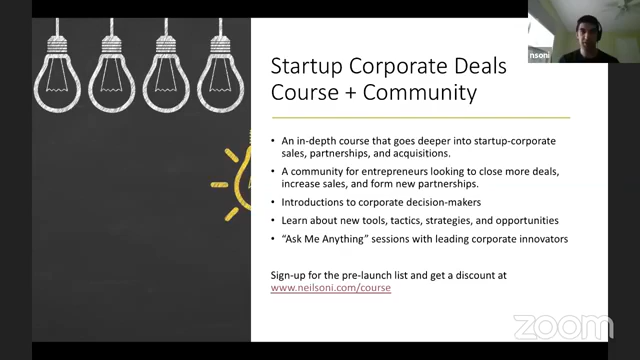 Startup Corporate Deals
Course + Community
• An in-depth course that goes deeper into startup-corporate
sales, partnerships, and acquisitions.
• A community for entrepreneurs looking to close more deals,
increase sales, and form new partnerships.
• Introductions to corporate decision-makers
• Learn about new tools, tactics, strategies, and opportunities
• “Ask Me Anything” sessions with leading corporate innovators
Sign-up for the pre-launch list and get a discount at
www.neilsoni.com/course
nsoni
zoom